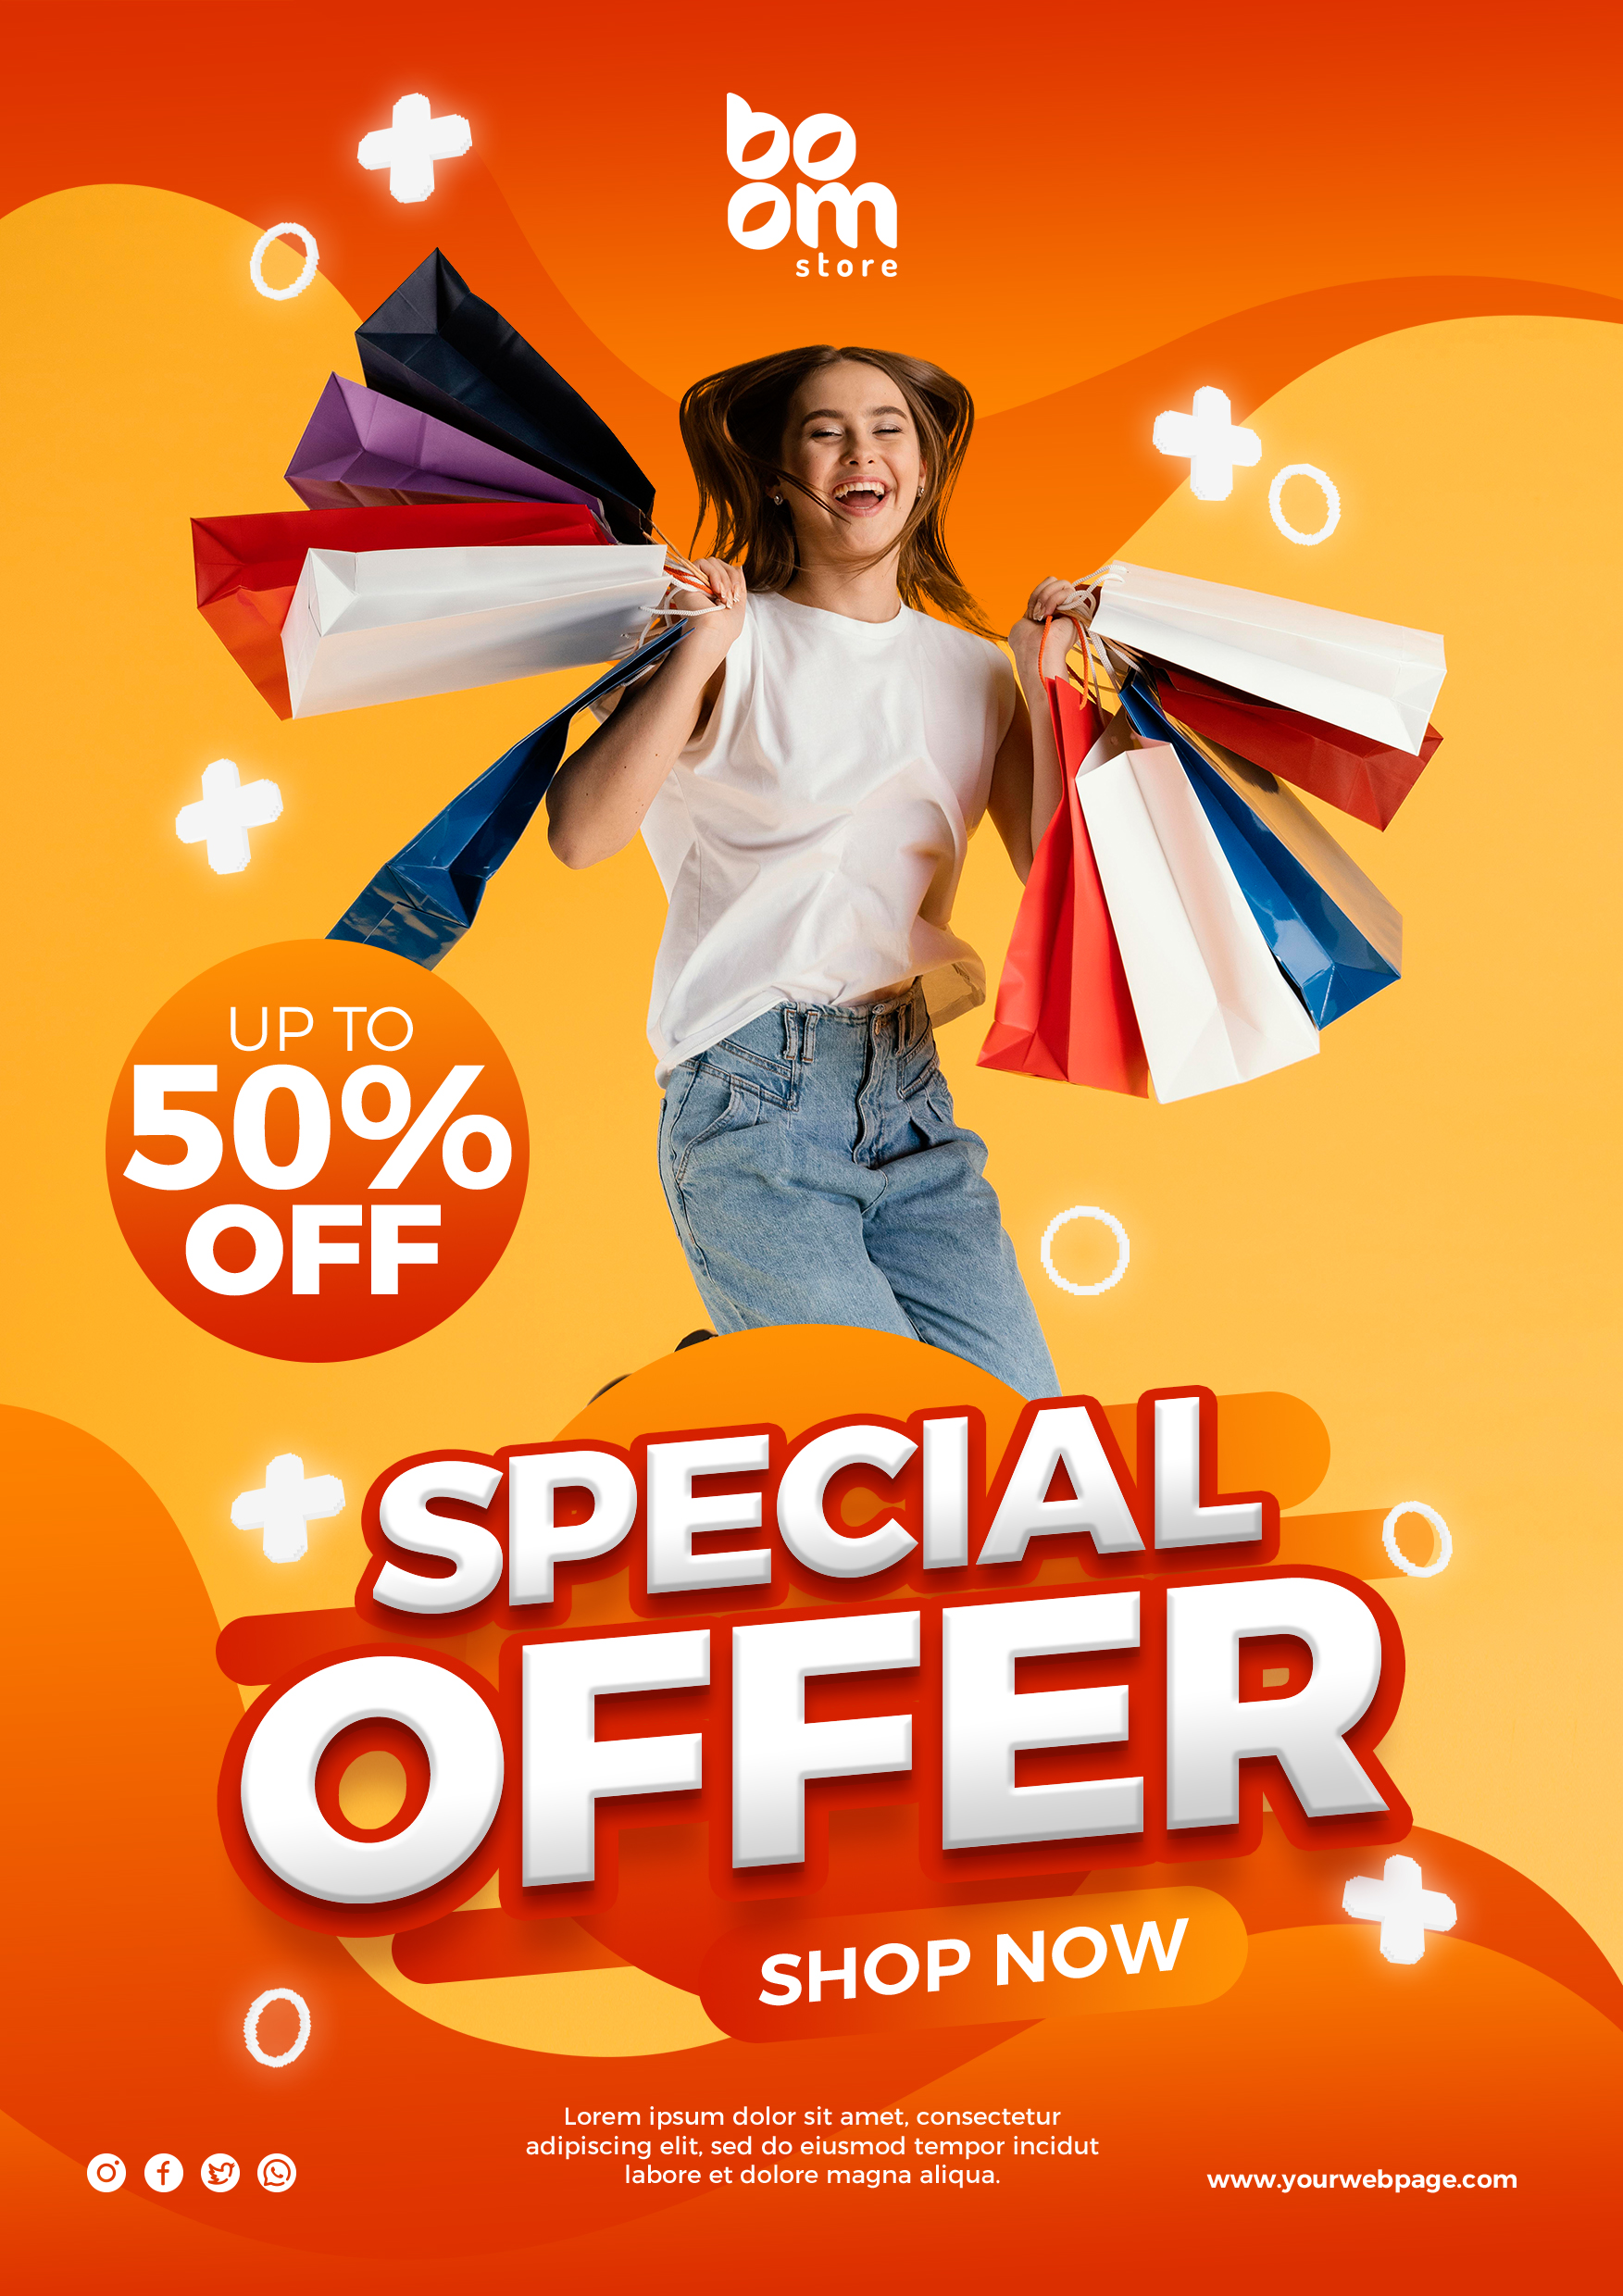 bo
om
store
UP TO
50%
OFF
SPECIAL
OFFER
SHOP NOW
Lorem ipsum dolor sit amet, consectetur
adipiscing elit, sed do eiusmod tempor incidut
labore et dolore magna aliqua.
www.yourwebpage.com